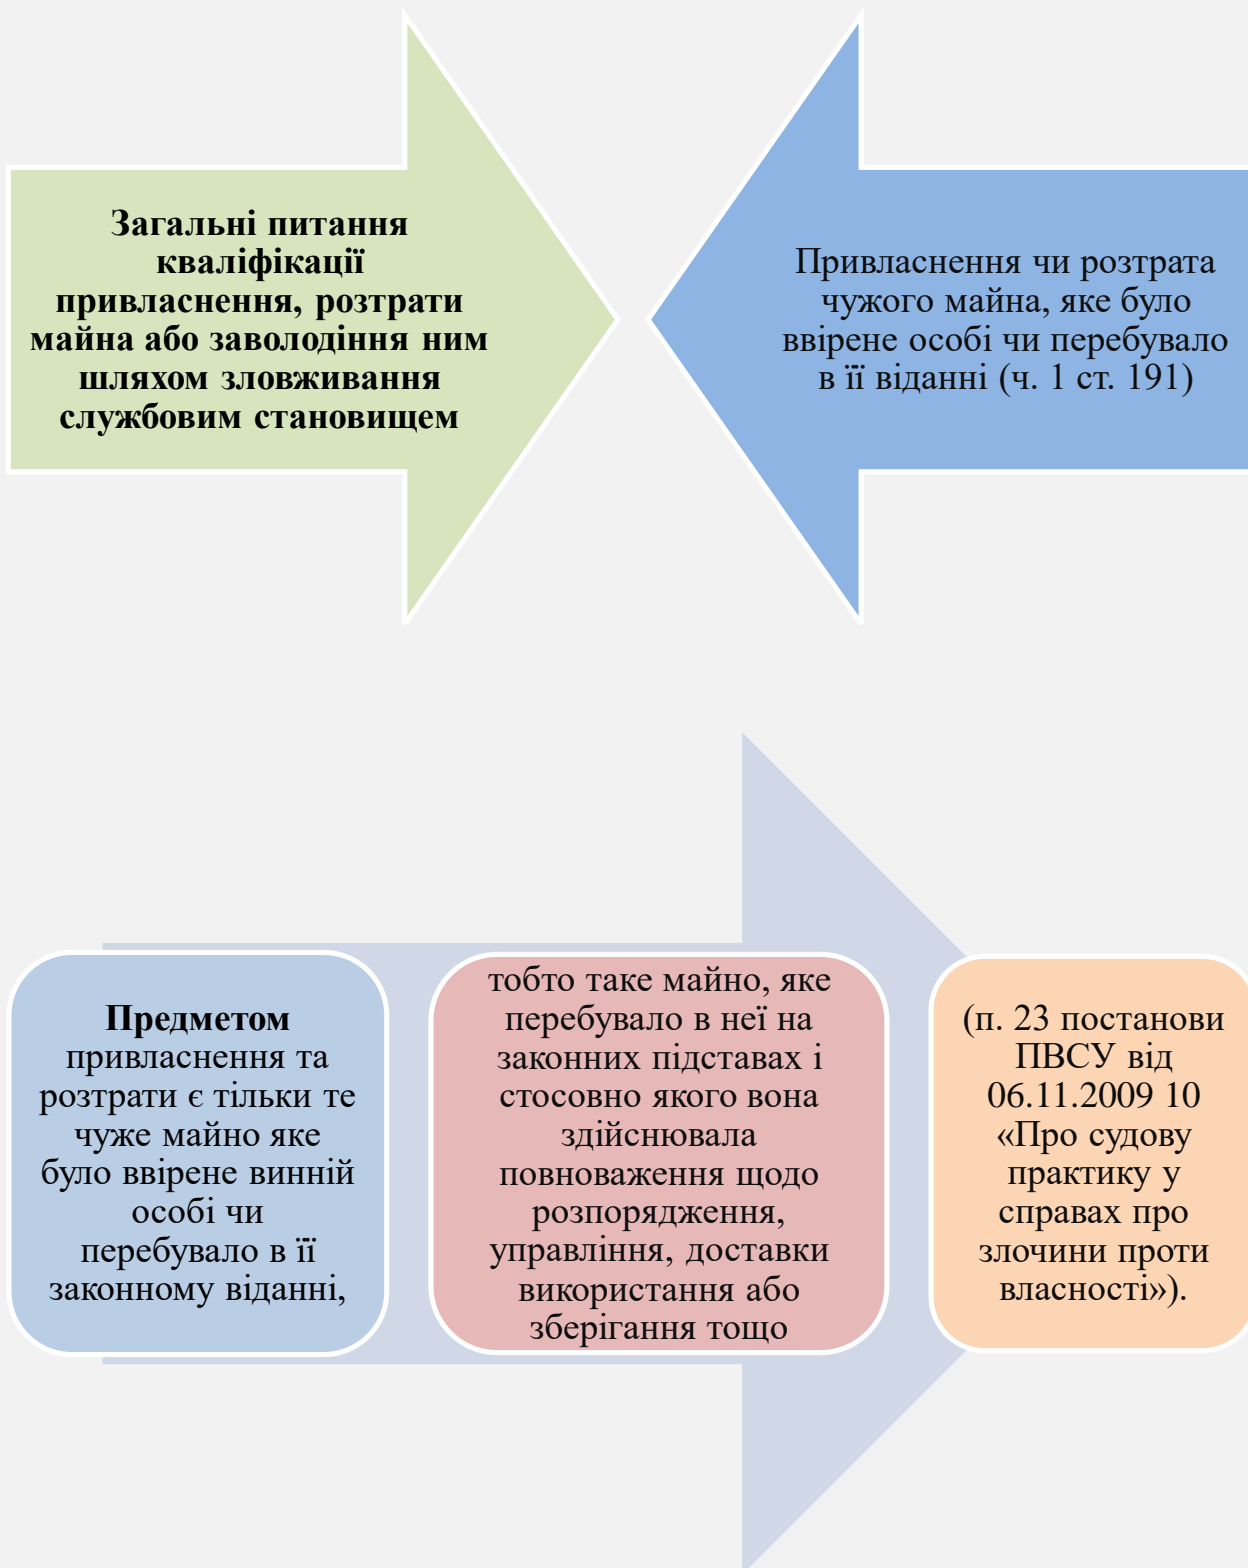 Загальні питання
кваліфікації
привласнення, розтрати
майна або заволодіння ним
шляхом зловживання
службовим становищем
Привласнення чи розтрата
чужого майна, яке було
ввірене особі чи перебувало
в її віданні (ч. 1 ст. 191)
Предметом
привласнення та
розтрати є тільки те
чуже майно яке
було ввірене винній
особі чи
перебувало в її
законному віданні,
тобто таке майно, яке
перебувало в неї на
законних підставах і
стосовно якого вона
здійснювала
повноваження щодо
розпорядження,
управління, доставки
використання або
зберігання тощо
(п. 23 постанови
ПВСУ від
06.11.2009 10
«Про судову
практику у
справах про
злочини проти
власності»).